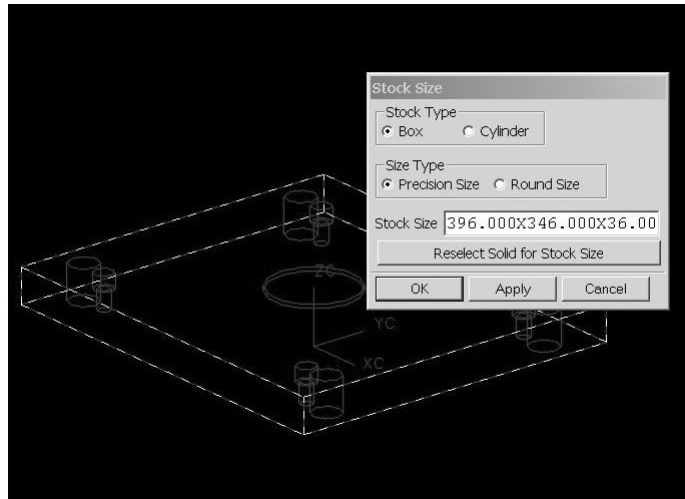 Stock Size
Stock Type
Box Cylinder
Size Type
Precision Size Round Size
Stock Size 396.000X346.000X36.00
Reselect Solid for Stock Size
OK Apply Cancel
ZC
YC
XC